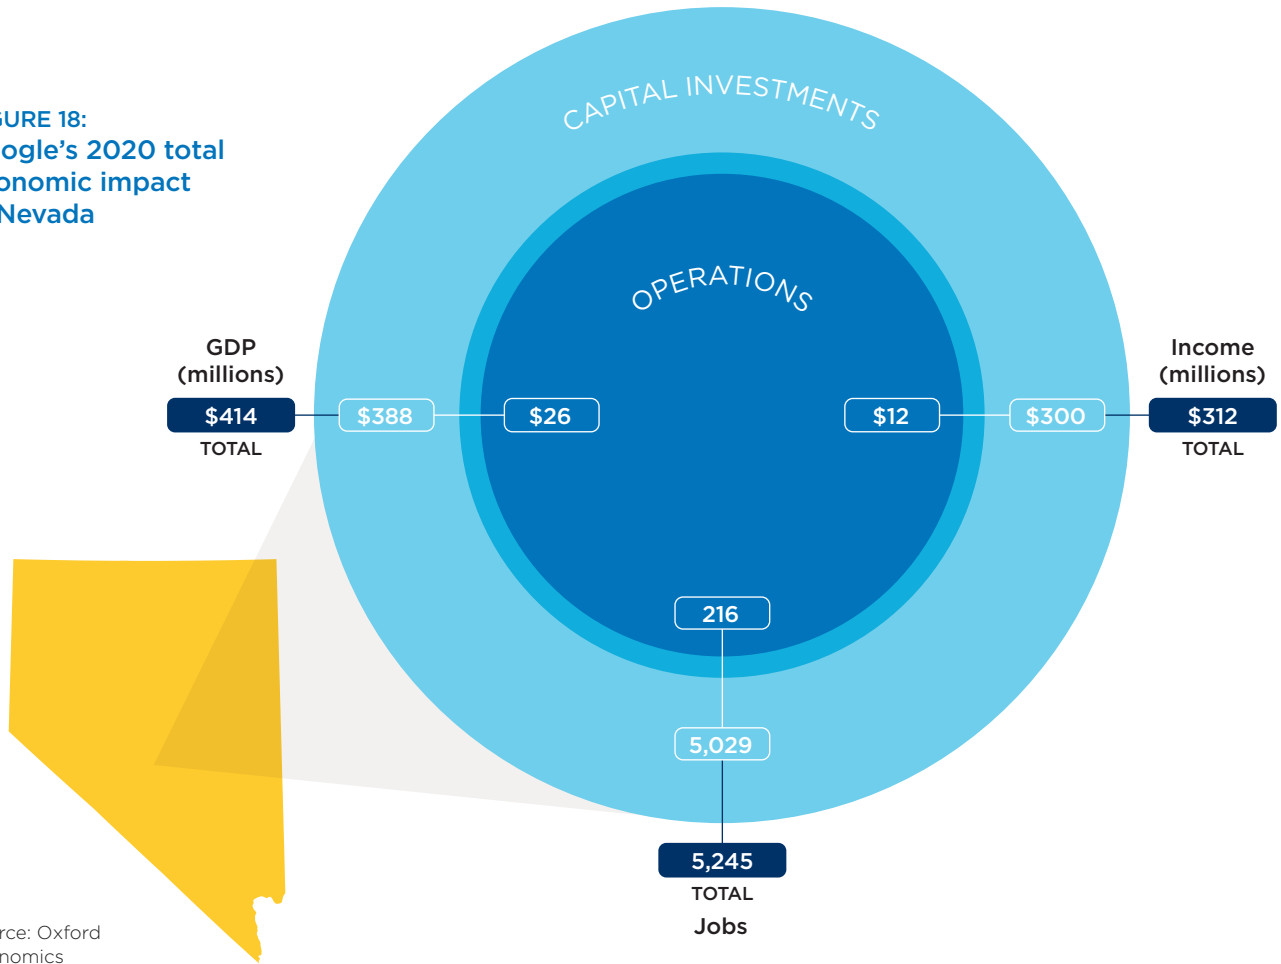 GURE 18:
ogle's 2020 total
onomic impact
Nevada
CAPITAL INVESTMENTS
OPERATIONS
GDP
(millions)
$414
TOTAL
$388
$26
$12
$300
Income
(millions)
$312
TOTAL
216
5,029
5,245
TOTAL
Jobs
rce: Oxford
nomics